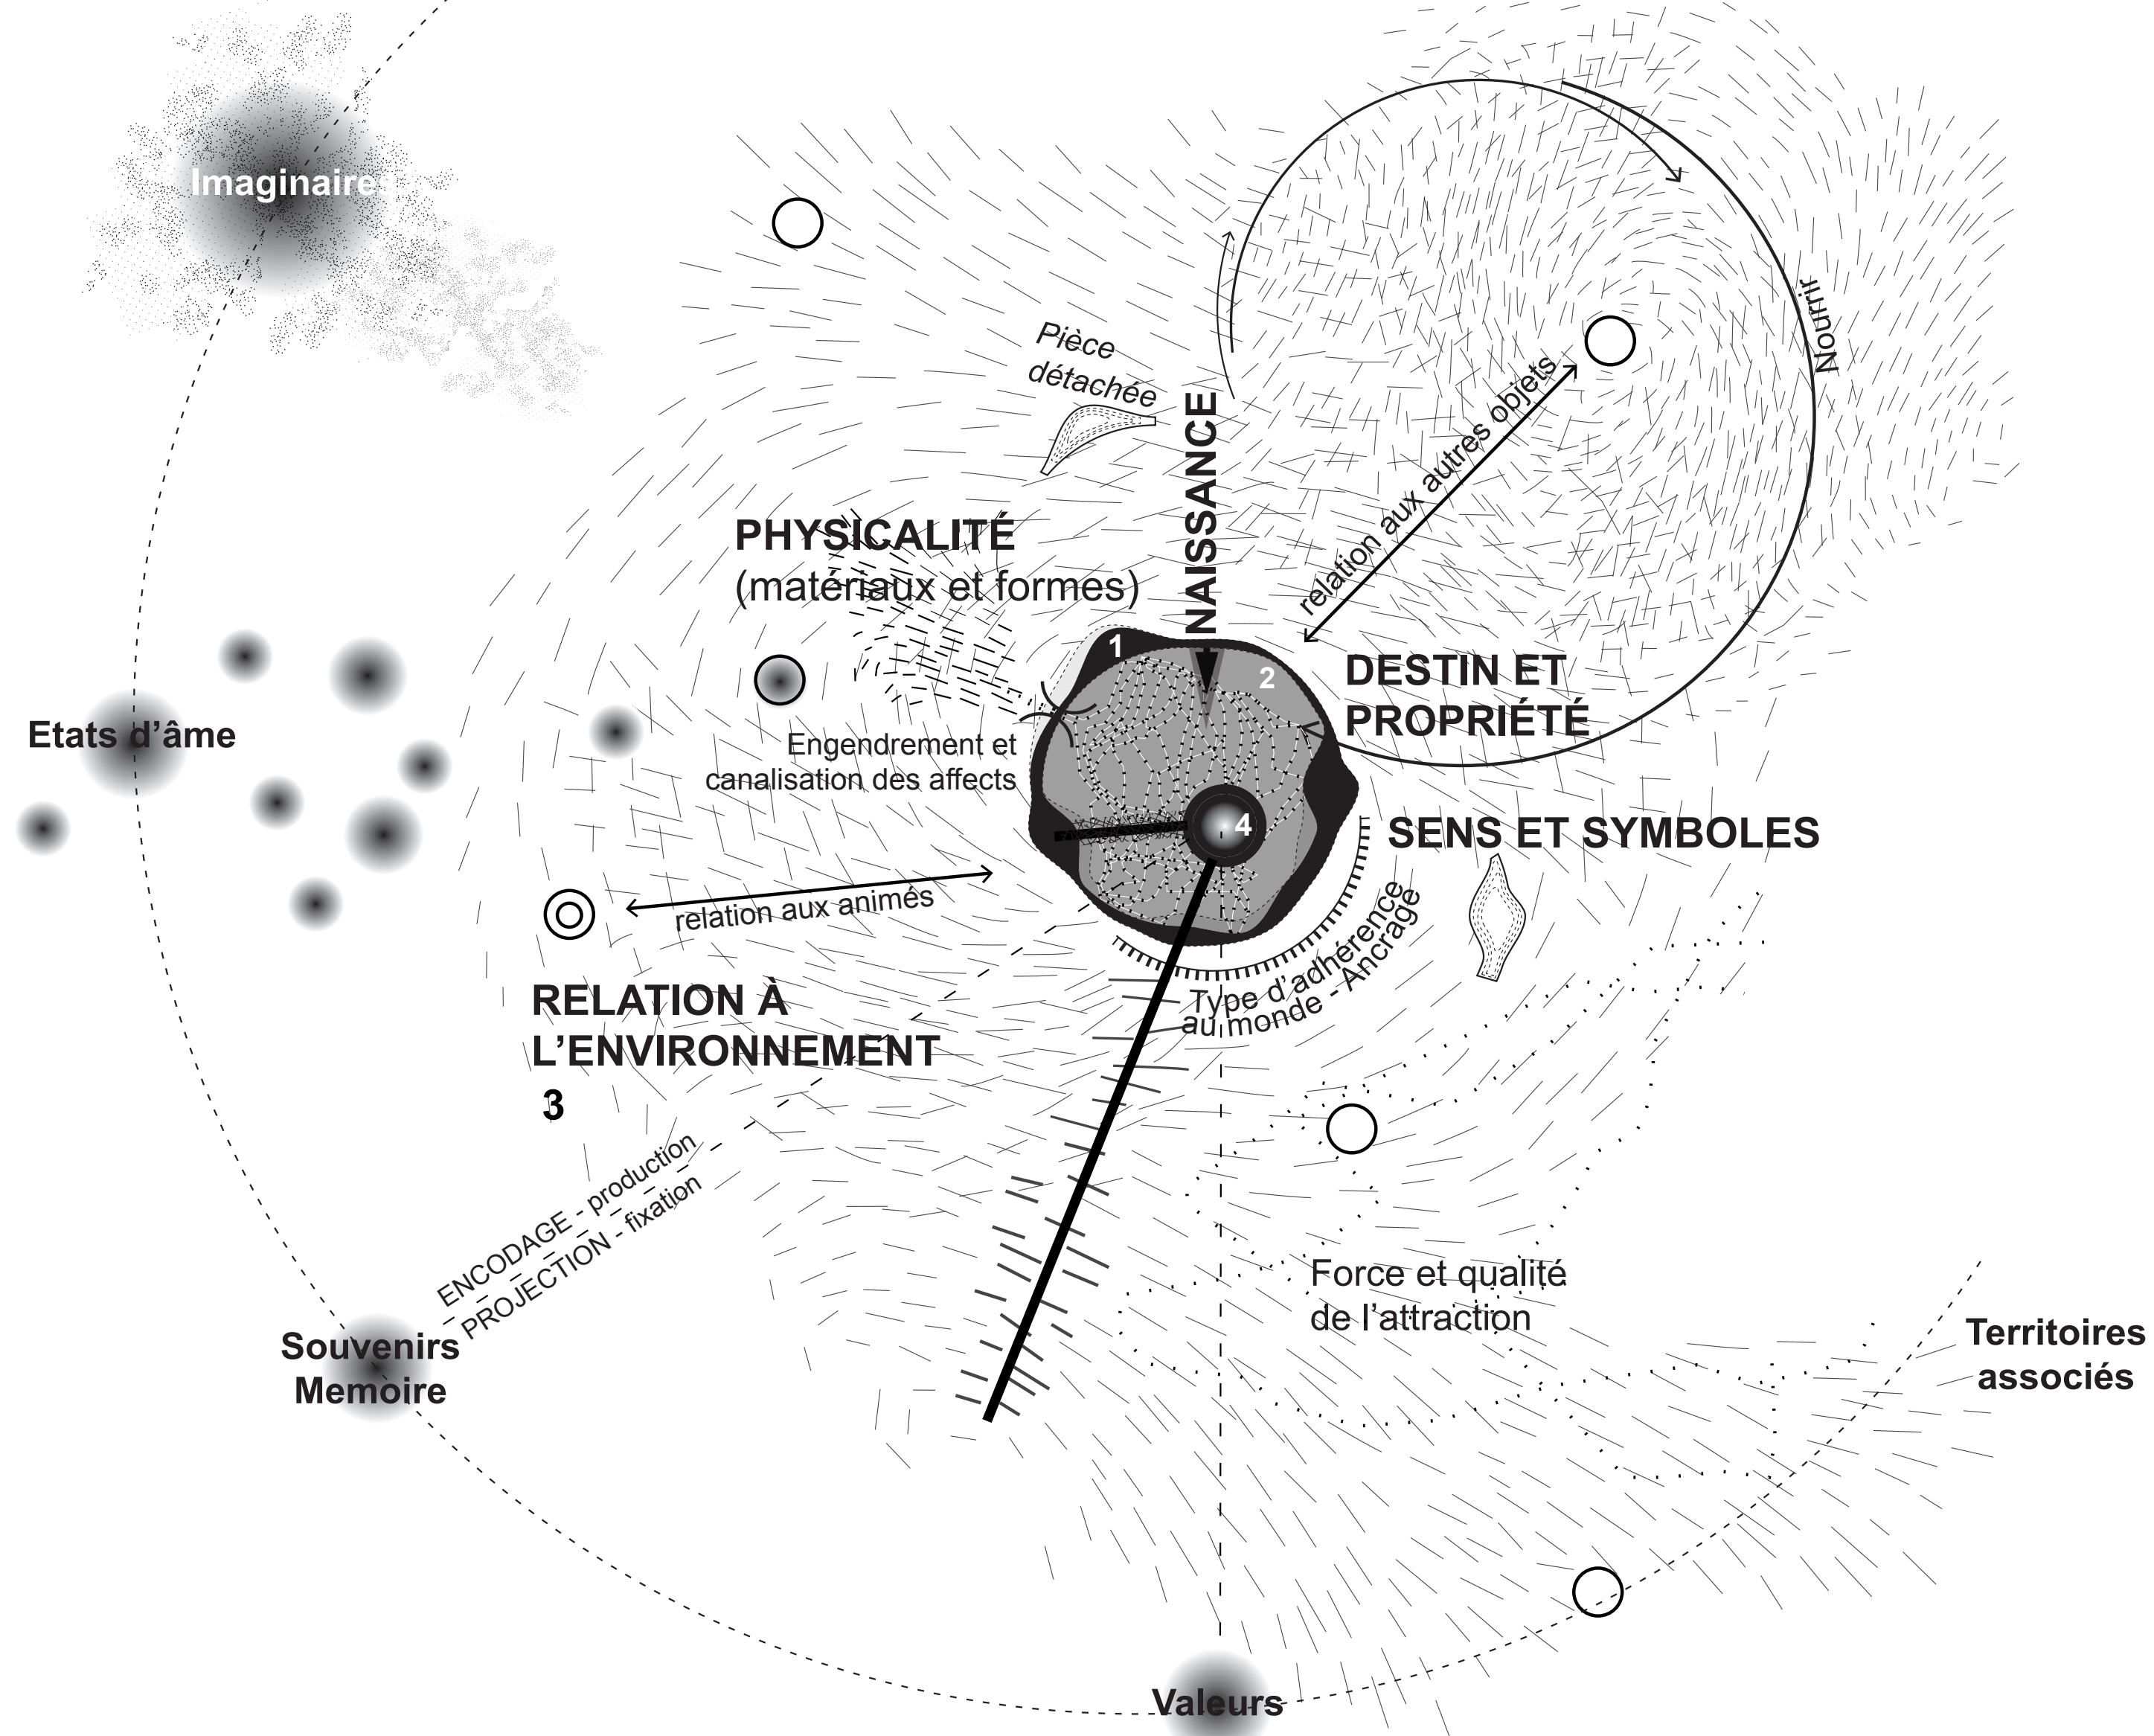 Imaginaire
Pièce
détachée
NAISSANCE
Nourrir
relation aux autres objets
PHYSICALITÉ
(matériaux et formes)
1
2
DESTIN ET
PROPRIÉTÉ
Etats d’âme
Engendrement et
canalisation des affects
4
SENS ET SYMBOLES
relation aux animés
Type d’adhérence
au monde - Ancrage
RELATION À
L’ENVIRONNEMENT
3
ENCODAGE - production
PROJECTION - fixation
Force et qualité
de l’attraction
Souvenirs
Memoire
Territoires
associés
Valeurs